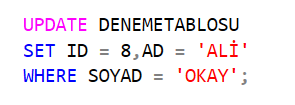 UPDATE DENEMETABLOSU
SET ID = 8,AD = 'ALİ'
WHERE SOYAD = 'OKAY';